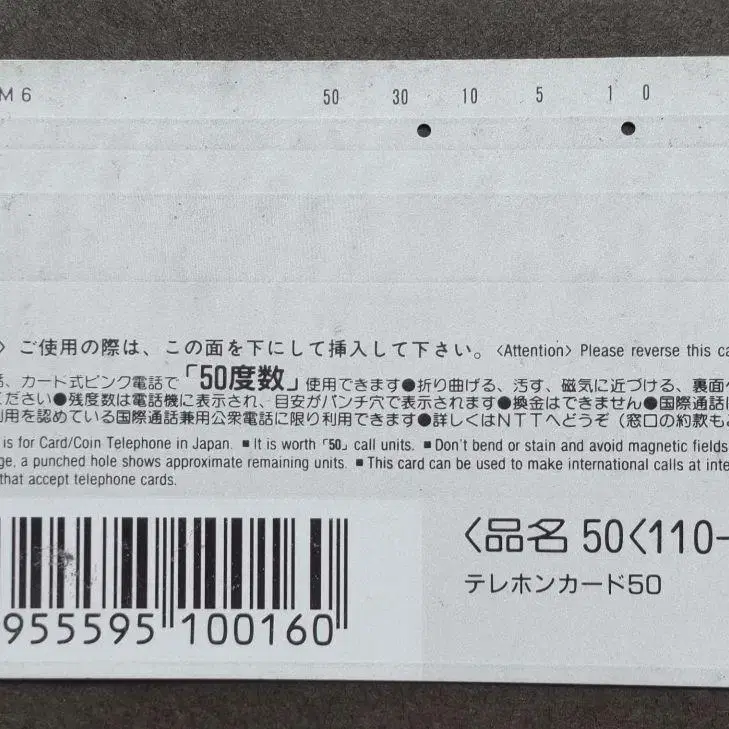 M 6 50 30 10 5 1 0
〉ご使用の際は、この面を下にして挿入して下さい。〈Attention〉Please reverse this ca
話、カード式ピンク電話で「50度数」使用できます●折り曲げる、汚す、磁気に近づける、裏面へ
ください●残度数は電話機に表示され、目安がパンチ穴で表示されます●換金はできません●国際通話に
利用を認めている国際通話兼用公衆電話に限り利用できます●詳しくはNTTへどうぞ(窓口の約款もお
is for Card/Coin Telephone in Japan. ■ It is worth「50」call units. ■ Don't bend or stain and avoid magnetic fields
ge, a punched hole shows approximate remaining units. ■ This card can be used to make international calls at inte
that accept telephone cards.
〈品名 50〈110-
テレホンカード50
955595 100160